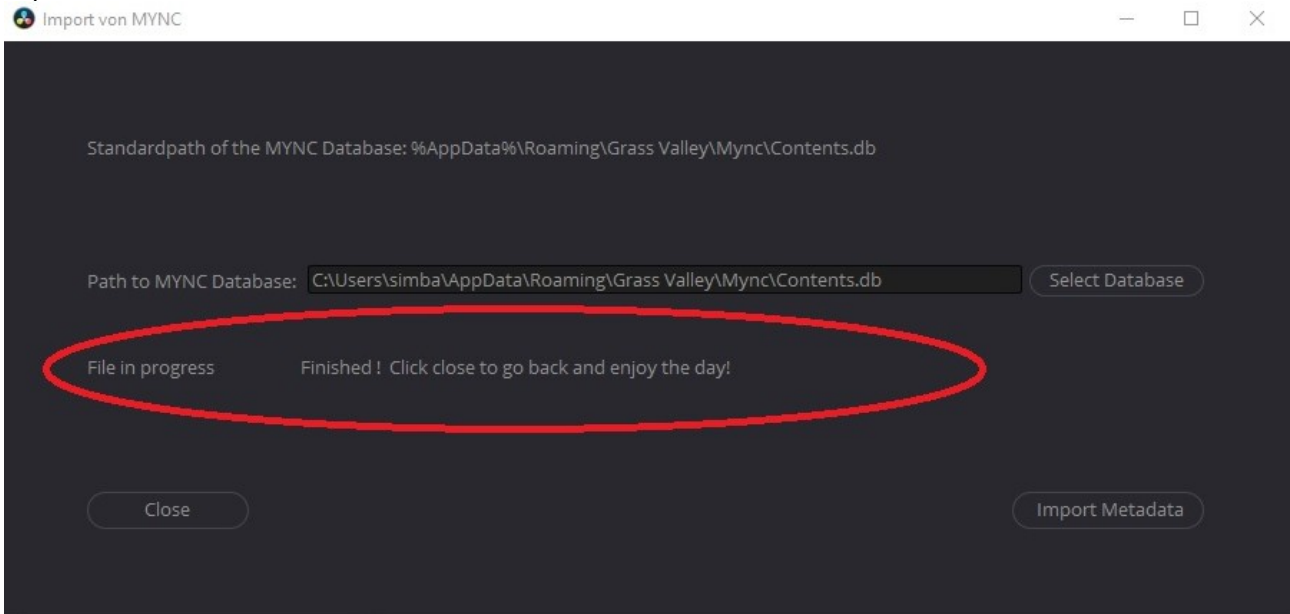 Import von MYNC
Standardpath of the MYNC Database: %AppData%\Roaming\Grass Valley\Mync\Contents.db
Path to MYNC Database: C:\Users\simba\AppData\Roaming\Grass Valley\Mync\Contents.db Select Database
File in progress Finished ! Click close to go back and enjoy the day!
Close Import Metadata